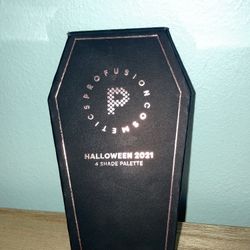 PROFUSIONCOSMETICS
P
HALLOWEEN 2021
4 SHADE PALETTE